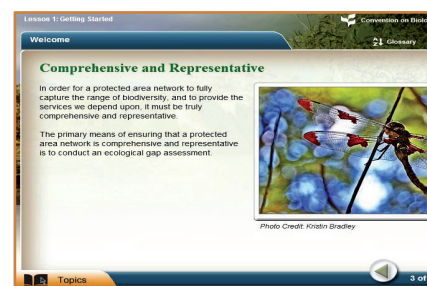 Lesson 1: Getting Started
Convention on Biolo
Welcome
Glossary
Comprehensive and Representative
In order for a protected area network to fully
capture the range of biodiversity, and to provide the
services we depend upon, it must be truly
comprehensive and representative.
The primary means of ensuring that a protected
area network is comprehensive and representative
is to conduct an ecological gap assessment.
Photo Credit: Kristin Bradley
Topics
3 of